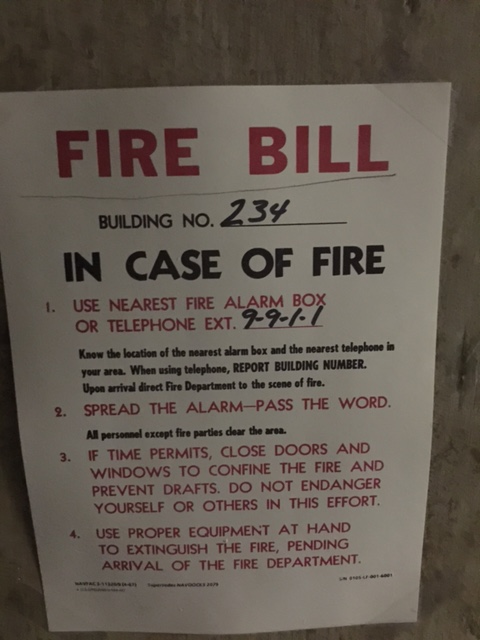 FIRE BILL
BUILDING NO. 234
IN CASE OF FIRE
1. USE NEAREST FIRE ALARM BOX
OR TELEPHONE EXT. 9-9-1-1
Know the location of the nearest alarm box and the nearest telephone in
your area. When using telephone, REPORT BUILDING NUMBER.
Upon arrival direct Fire Department to the scene of fire.
2. SPREAD THE ALARM—PASS THE WORD.
All personnel except fire parties clear the area.
3. IF TIME PERMITS, CLOSE DOORS AND
WINDOWS TO CONFINE THE FIRE AND
PREVENT DRAFTS. DO NOT ENDANGER
YOURSELF OR OTHERS IN THIS EFFORT.
4. USE PROPER EQUIPMENT AT HAND
TO EXTINGUISH THE FIRE, PENDING
ARRIVAL OF THE FIRE DEPARTMENT.